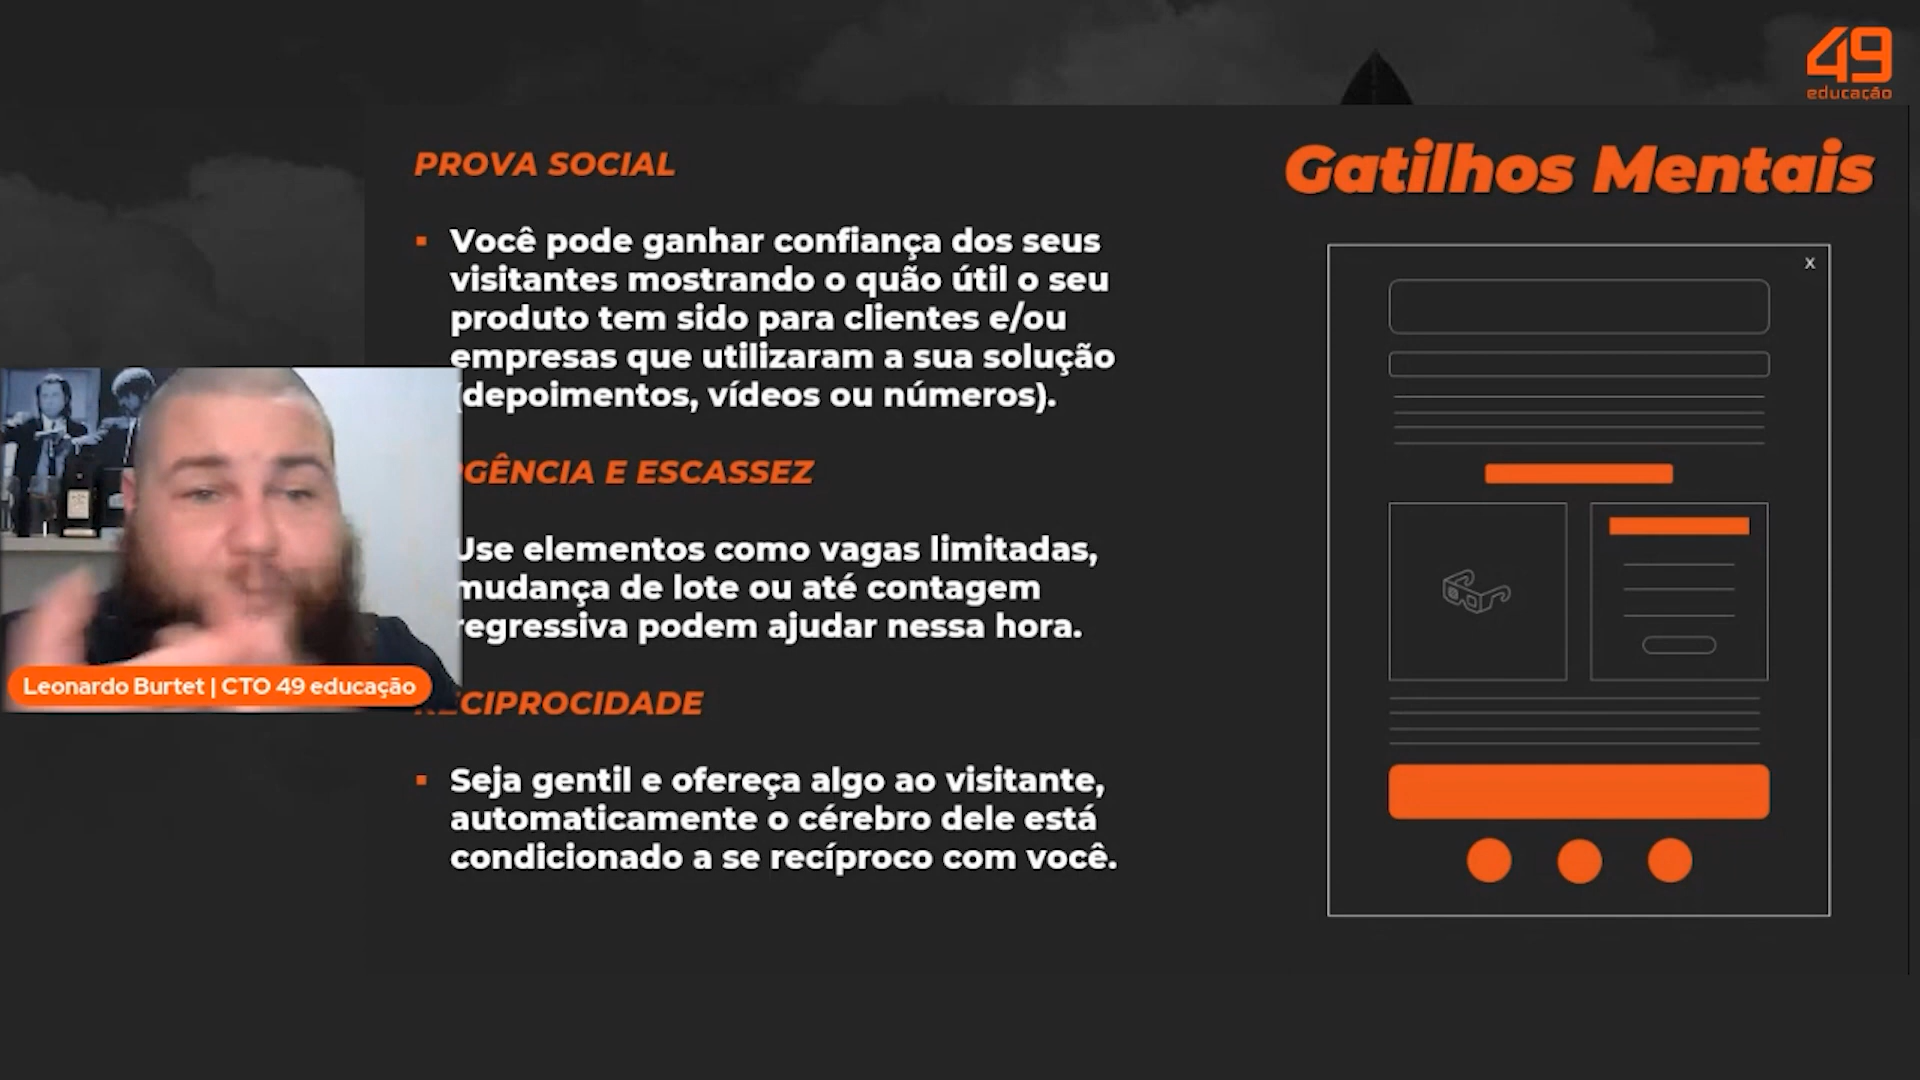 49
educação
Gatilhos Mentais
PROVA SOCIAL
Você pode ganhar confiança dos seus
visitantes mostrando o quão útil o seu
produto tem sido para clientes e/ou
empresas que utilizaram a sua solução
(depoimentos, vídeos ou números).
GÊNCIA E ESCASSEZ
Use elementos como vagas limitadas,
mudança de lote ou até contagem
regressiva podem ajudar nessa hora.
CIPROCIDADE
Seja gentil e ofereça algo ao visitante,
automaticamente o cérebro dele está
condicionado a se recíproco com você.
x
Leonardo Burtet | CTO 49 educação